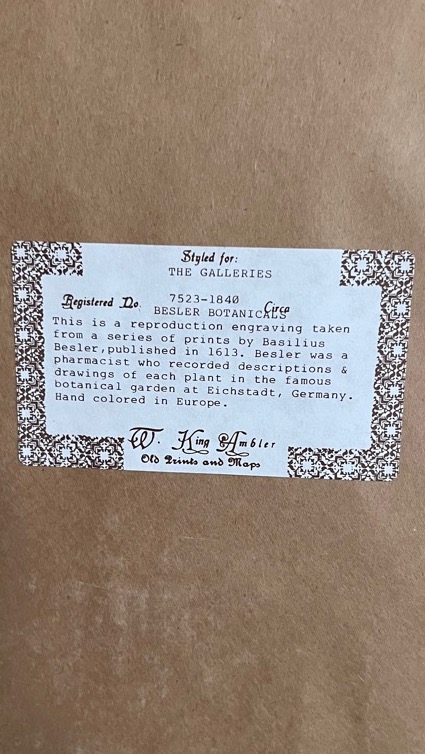 Styled for:
THE GALLERIES
Registered No. 7523-1840 Circa
BESLER BOTANICALS
This is a reproduction engraving taken
from a series of prints by Basilius
Besler,published in 1613. Besler was a
pharmacist who recorded descriptions &
drawings of each plant in the famous
botanical garden at Eichstadt, Germany.
Hand colored in Europe.
W. King Ambler
Old Prints and Maps